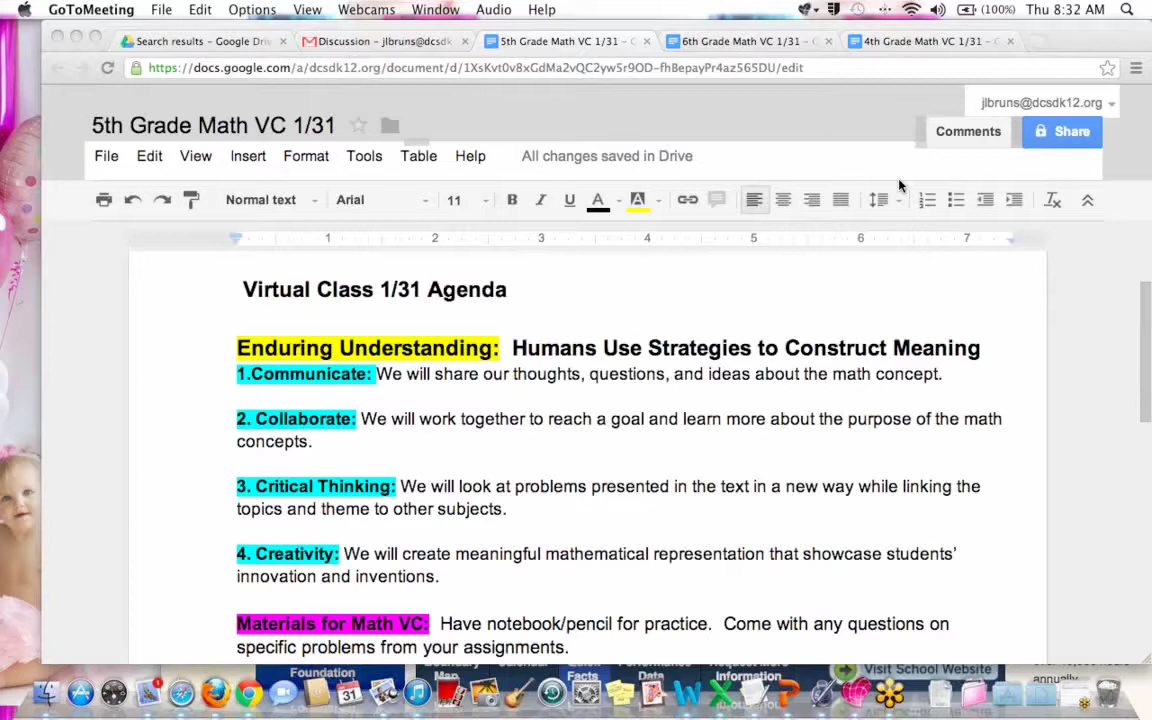 GoToMeeting File Edit Options View Webcams Window Audio Help (100%) Thu 8:32 AM
Search results – Google Driv Discussion – jlbruns@dcsdk 5th Grade Math VC 1/31 – 6th Grade Math VC 1/31 – 4th Grade Math VC 1/31 –
https://docs.google.com/a/dcsdk12.org/document/d/1XsKvt0v8xGdMa2vQC2yw5r9OD-fhBepayPr4az565DU/edit
jlbruns@dcsdk12.org
5th Grade Math VC 1/31
Comments Share
File Edit View Insert Format Tools Table Help All changes saved in Drive
Normal text Arial 11 B I U A A
1 2 3 4 5 6 7
Virtual Class 1/31 Agenda
Enduring Understanding: Humans Use Strategies to Construct Meaning
1.Communicate: We will share our thoughts, questions, and ideas about the math concept.
2. Collaborate: We will work together to reach a goal and learn more about the purpose of the math
concepts.
3. Critical Thinking: We will look at problems presented in the text in a new way while linking the
topics and theme to other subjects.
4. Creativity: We will create meaningful mathematical representation that showcase students'
innovation and inventions.
Materials for Math VC: Have notebook/pencil for practice. Come with any questions on
specific problems from your assignments.
Foundation Facts Data Information Visit School Website
annually
31